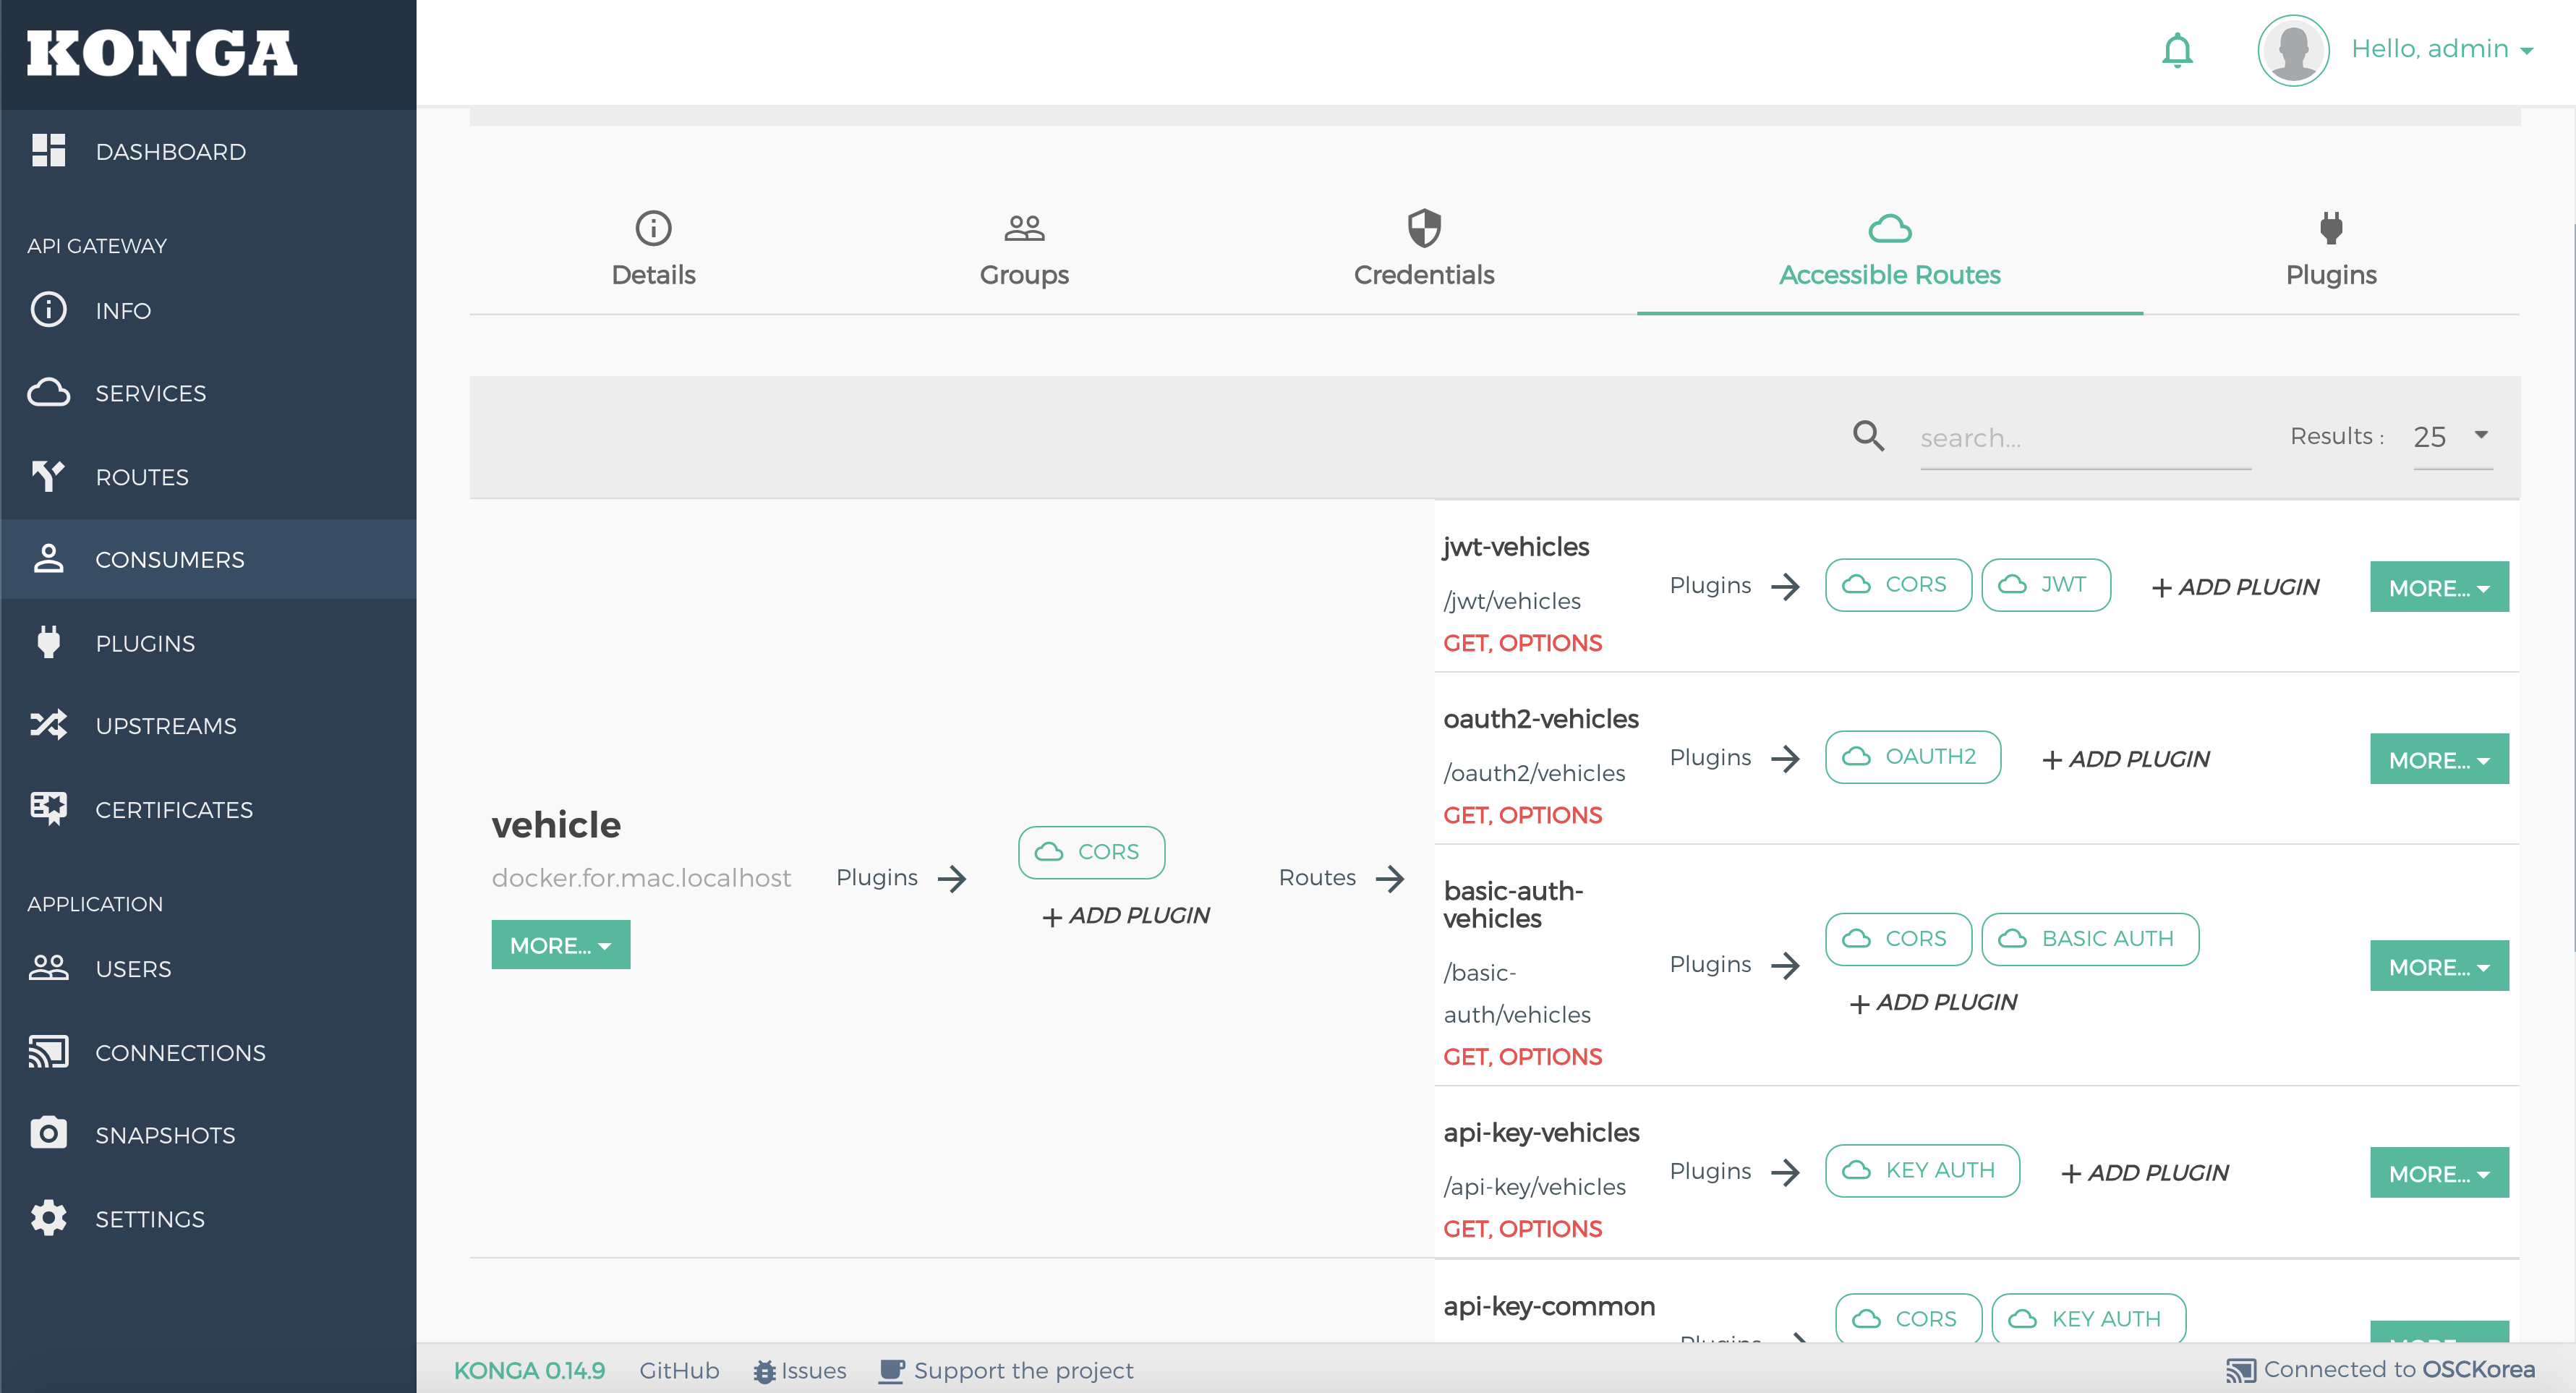 KONGA
Hello, admin
DASHBOARD
API GATEWAY
INFO
SERVICES
ROUTES
CONSUMERS
PLUGINS
UPSTREAMS
CERTIFICATES
APPLICATION
USERS
CONNECTIONS
SNAPSHOTS
SETTINGS
Details
Groups
Credentials
Accessible Routes
Plugins
search...
Results :
25
vehicle
docker.for.mac.localhost
MORE...
Plugins
CORS
+ ADD PLUGIN
Routes
jwt-vehicles
/jwt/vehicles
GET, OPTIONS
Plugins
CORS
JWT
+ ADD PLUGIN
MORE...
oauth2-vehicles
/oauth2/vehicles
GET, OPTIONS
Plugins
OAUTH2
+ ADD PLUGIN
MORE...
basic-auth-
vehicles
/basic-
auth/vehicles
GET, OPTIONS
Plugins
CORS
BASIC AUTH
+ ADD PLUGIN
MORE...
api-key-vehicles
/api-key/vehicles
GET, OPTIONS
Plugins
KEY AUTH
+ ADD PLUGIN
MORE...
api-key-common
Plugins
CORS
KEY AUTH
MORE...
KONGA 0.14.9
GitHub
Issues
Support the project
Connected to OSCKorea